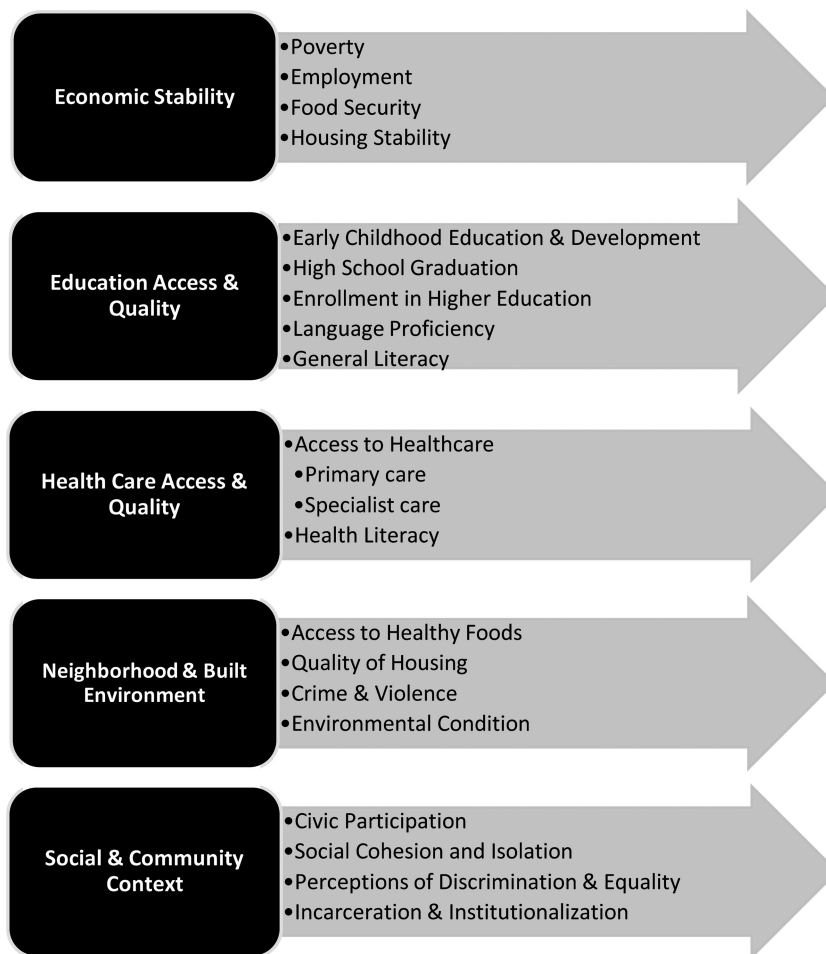 Economic Stability
•Poverty
•Employment
•Food Security
•Housing Stability
Education Access &
Quality
•Early Childhood Education & Development
•High School Graduation
•Enrollment in Higher Education
•Language Proficiency
•General Literacy
Health Care Access &
Quality
•Access to Healthcare
•Primary care
•Specialist care
•Health Literacy
Neighborhood & Built
Environment
•Access to Healthy Foods
•Quality of Housing
•Crime & Violence
•Environmental Condition
Social & Community
Context
•Civic Participation
•Social Cohesion and Isolation
•Perceptions of Discrimination & Equality
•Incarceration & Institutionalization